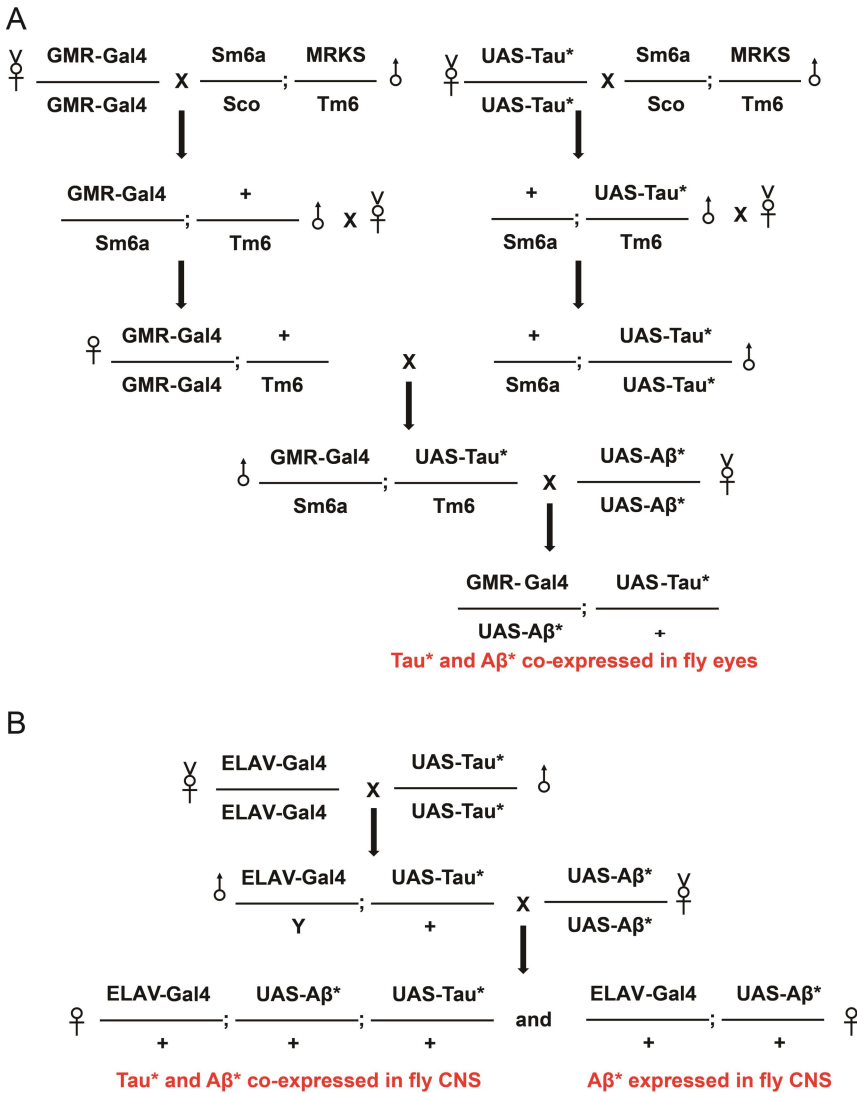 A
GMR-Gal4 Sm6a MRKS UAS-Tau* Sm6a MRKS
X ; X ;
GMR-Gal4 Sco Tm6 UAS-Tau* Sco Tm6
GMR-Gal4 + + UAS-Tau*
; X ; X
Sm6a Tm6 Sm6a Tm6
GMR-Gal4 + + UAS-Tau*
; X ;
GMR-Gal4 Tm6 Sm6a UAS-Tau*
GMR-Gal4 UAS-Tau* UAS-Aβ*
; X
Sm6a Tm6 UAS-Aβ*
GMR-Gal4 UAS-Tau*
;
UAS-Aβ* +
Tau* and Aβ* co-expressed in fly eyes
B
ELAV-Gal4 UAS-Tau*
X
ELAV-Gal4 UAS-Tau*
ELAV-Gal4 UAS-Tau* UAS-Aβ*
; X
Y + UAS-Aβ*
ELAV-Gal4 UAS-Aβ* UAS-Tau* ELAV-Gal4 UAS-Aβ*
; ; and ;
+ + + + +
Tau* and Aβ* co-expressed in fly CNS Aβ* expressed in fly CNS